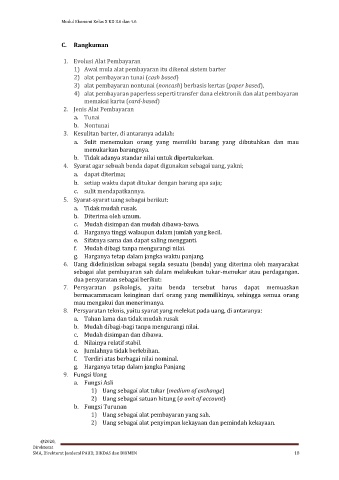 Modul Ekonomi Kelas X KD 3.6 dan 4.6
C. Rangkuman
1. Evolusi Alat Pembayaran
1) Awal mula alat pembayaran itu dikenal sistem barter
2) alat pembayaran tunai (cash based)
3) alat pembayaran nontunai (noncash) berbasis kertas (paper based).
4) alat pembayaran paperless seperti transfer dana elektronik dan alat pembayaran
memakai kartu (card-based)
2. Jenis Alat Pembayaran
a. Tunai
b. Nontunai
3. Kesulitan barter, di antaranya adalah:
a. Sulit menemukan orang yang memiliki barang yang dibutuhkan dan mau
menukarkan barangnya.
b. Tidak adanya standar nilai untuk dipertukarkan.
4. Syarat agar sebuah benda dapat digunakan sebagai uang, yakni;
a. dapat diterima;
b. setiap waktu dapat ditukar dengan barang apa saja;
c. sulit mendapatkannya.
5. Syarat-syarat uang sebagai berikut:
a. Tidak mudah rusak.
b. Diterima oleh umum.
c. Mudah disimpan dan mudah dibawa-bawa.
d. Harganya tinggi walaupun dalam jumlah yang kecil.
e. Sifatnya sama dan dapat saling mengganti.
f. Mudah dibagi tanpa mengurangi nilai.
g. Harganya tetap dalam jangka waktu panjang.
6. Uang didefinisikan sebagai segala sesuatu (benda) yang diterima oleh masyarakat
sebagai alat pembayaran sah dalam melakukan tukar-menukar atau perdagangan.
dua persyaratan sebagai berikut:
7. Persyaratan psikologis, yaitu benda tersebut harus dapat memuaskan
bermacammacam keinginan dari orang yang memilikinya, sehingga semua orang
mau mengakui dan menerimanya.
8. Persyaratan teknis, yaitu syarat yang melekat pada uang, di antaranya:
a. Tahan lama dan tidak mudah rusak
b. Mudah dibagi-bagi tanpa mengurangi nilai.
c. Mudah disimpan dan dibawa.
d. Nilainya relatif stabil.
e. Jumlahnya tidak berlebihan.
f. Terdiri atas berbagai nilai nominal.
g. Harganya tetap dalam jangka Panjang
9. Fungsi Uang
a. Fungsi Asli
1) Uang sebagai alat tukar (medium of exchange)
2) Uang sebagai satuan hitung (a unit of account)
b. Fungsi Turunan
1) Uang sebagai alat pembayaran yang sah.
2) Uang sebagai alat penyimpan kekayaan dan pemindah kekayaan.
@2020,
Direktorat
SMA, Direktorat Jenderal PAUD, DIKDAS dan DIKMEN 18